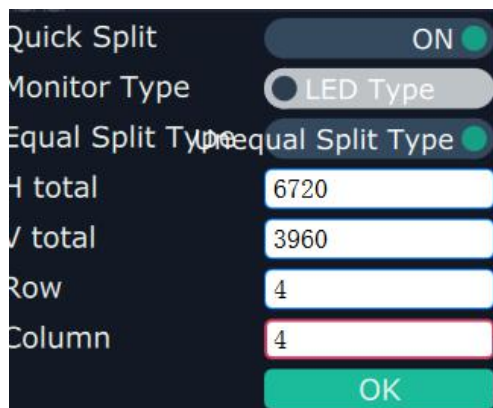 Quick Split ON
Monitor Type LED Type
Equal Split Type Unequal Split Type
H total 6720
V total 3960
Row 4
Column 4
OK